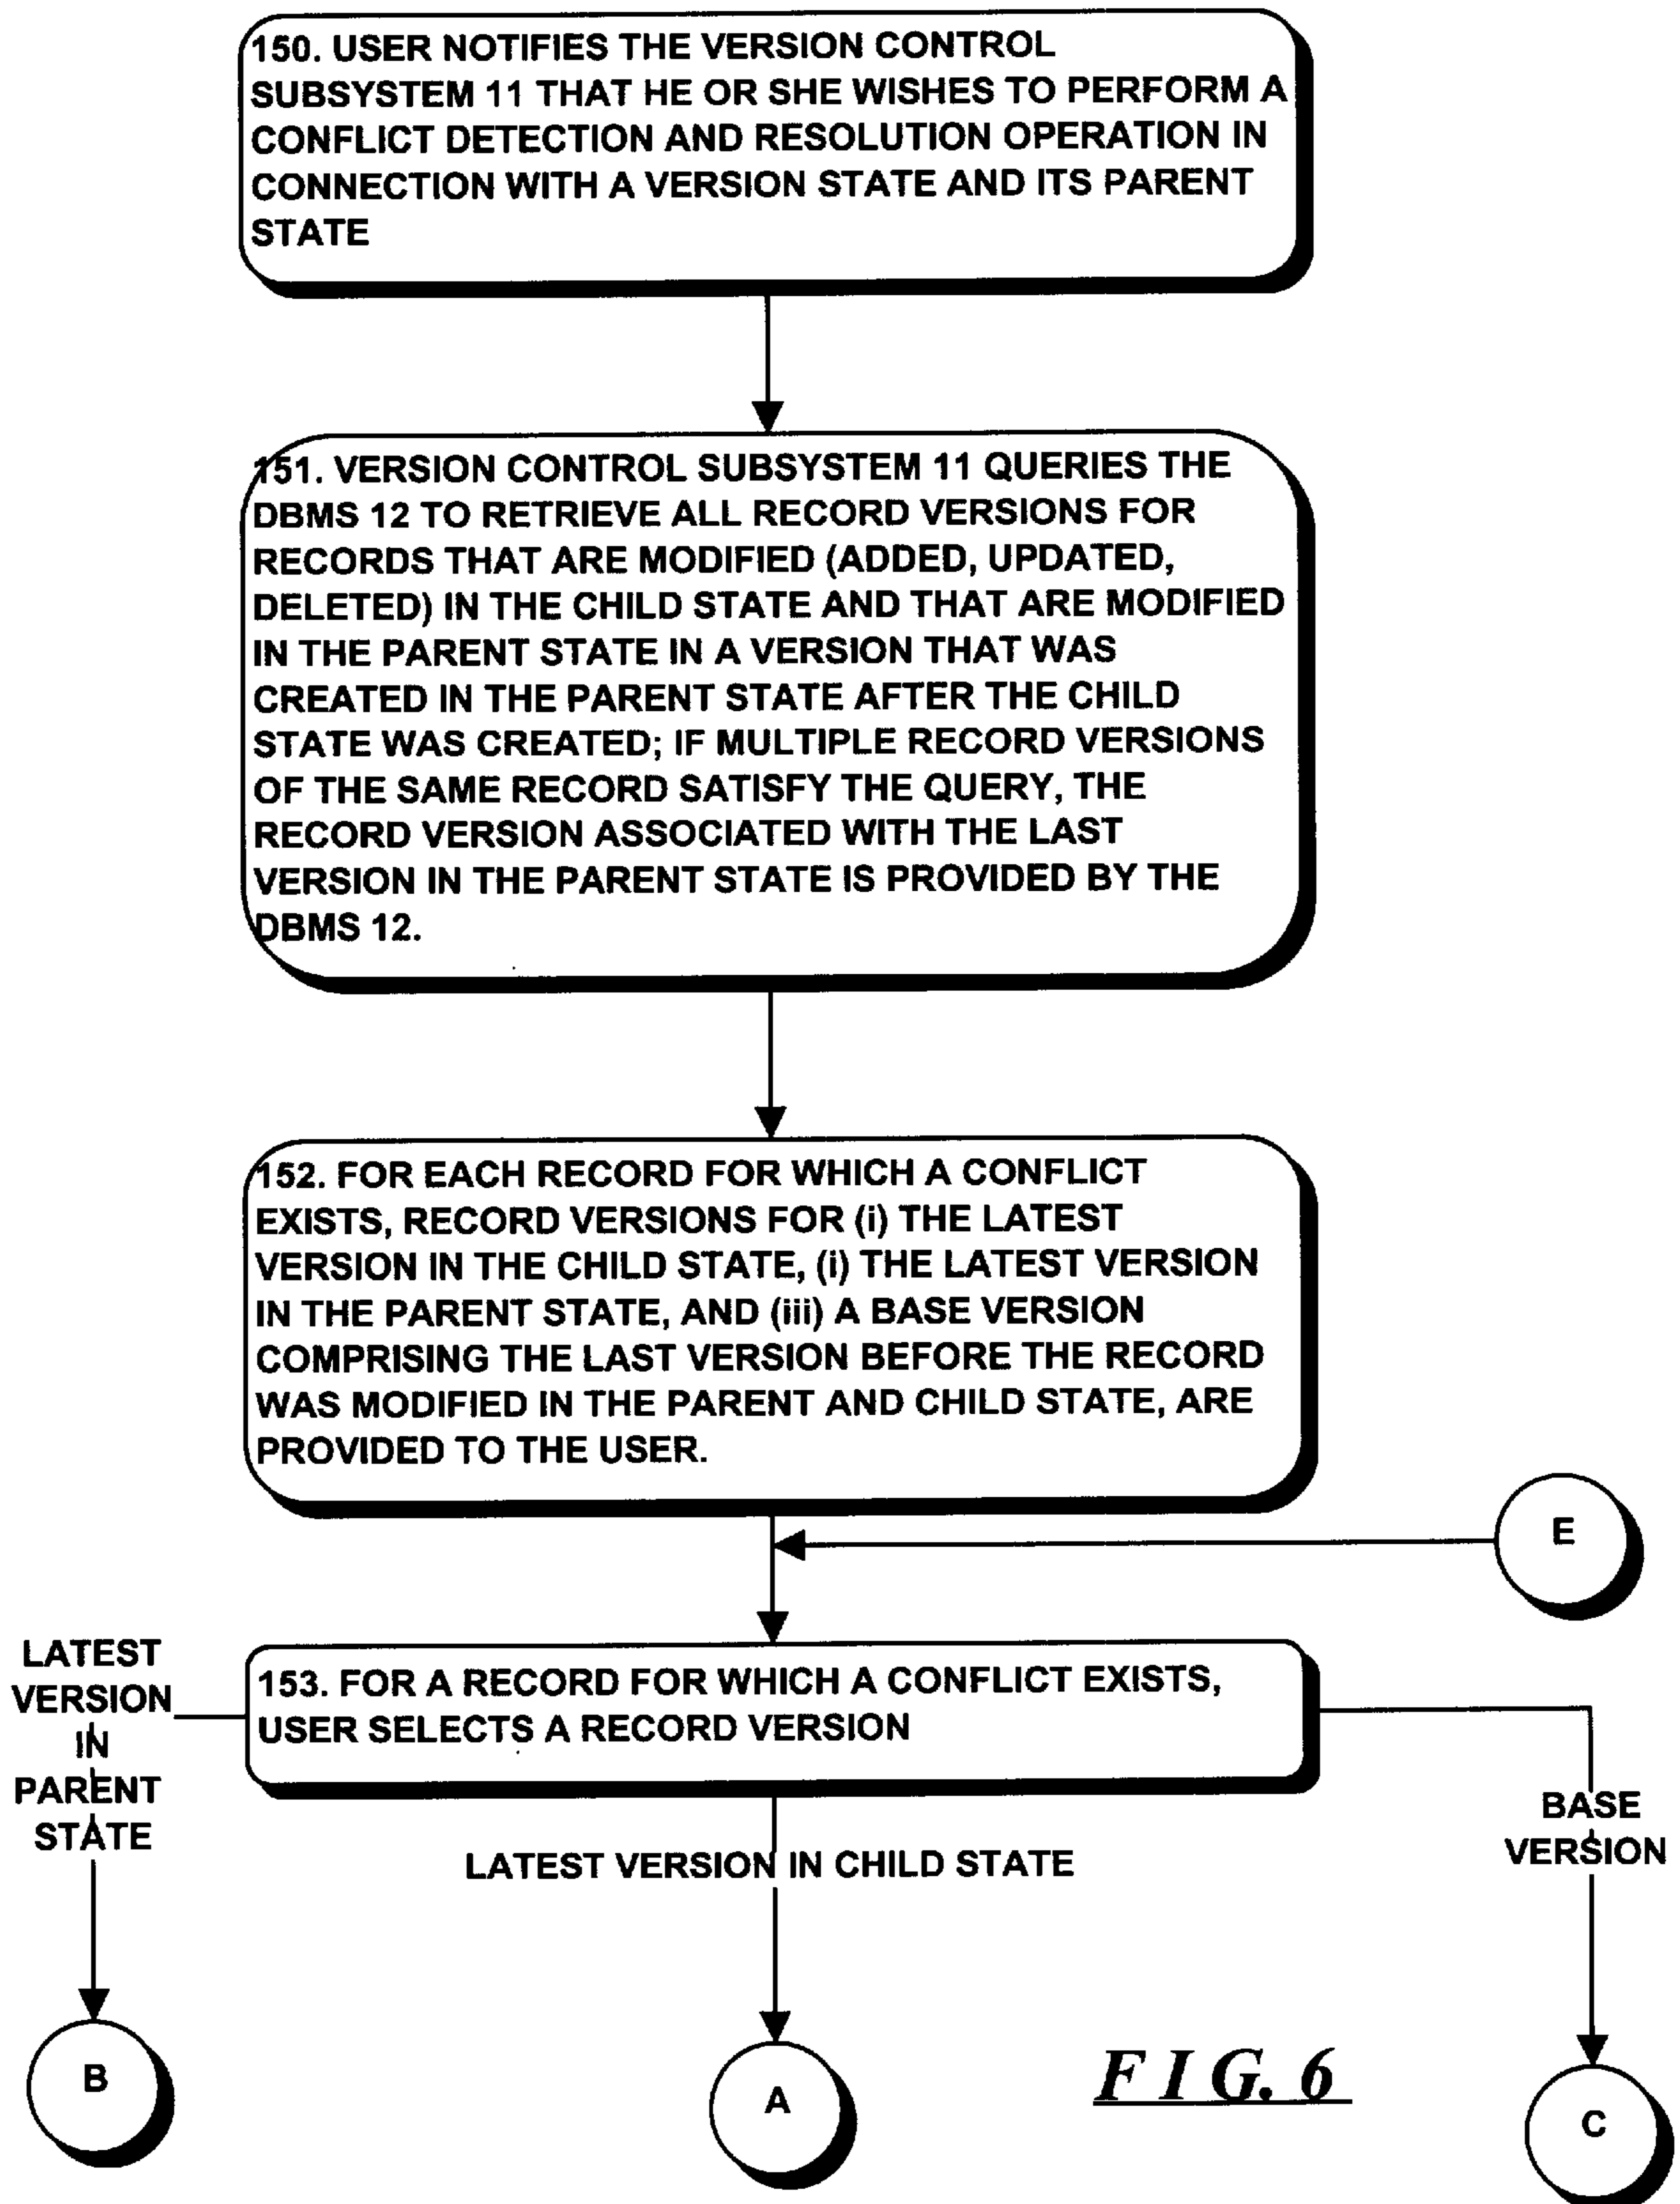 150. USER NOTIFIES THE VERSION CONTROL
SUBSYSTEM 11 THAT HE OR SHE WISHES TO PERFORM A
CONFLICT DETECTION AND RESOLUTION OPERATION IN
CONNECTION WITH A VERSION STATE AND ITS PARENT
STATE
151. VERSION CONTROL SUBSYSTEM 11 QUERIES THE
DBMS 12 TO RETRIEVE ALL RECORD VERSIONS FOR
RECORDS THAT ARE MODIFIED (ADDED, UPDATED,
DELETED) IN THE CHILD STATE AND THAT ARE MODIFIED
IN THE PARENT STATE IN A VERSION THAT WAS
CREATED IN THE PARENT STATE AFTER THE CHILD
STATE WAS CREATED; IF MULTIPLE RECORD VERSIONS
OF THE SAME RECORD SATISFY THE QUERY, THE
RECORD VERSION ASSOCIATED WITH THE LAST
VERSION IN THE PARENT STATE IS PROVIDED BY THE
DBMS 12.
152. FOR EACH RECORD FOR WHICH A CONFLICT
EXISTS, RECORD VERSIONS FOR (i) THE LATEST
VERSION IN THE CHILD STATE, (i) THE LATEST VERSION
IN THE PARENT STATE, AND (iii) A BASE VERSION
COMPRISING THE LAST VERSION BEFORE THE RECORD
WAS MODIFIED IN THE PARENT AND CHILD STATE, ARE
PROVIDED TO THE USER.
E
153. FOR A RECORD FOR WHICH A CONFLICT EXISTS,
USER SELECTS A RECORD VERSION
LATEST
VERSION
IN
PARENT
STATE
LATEST VERSION IN CHILD STATE
BASE
VERSION
B
A
C
FIG. 6